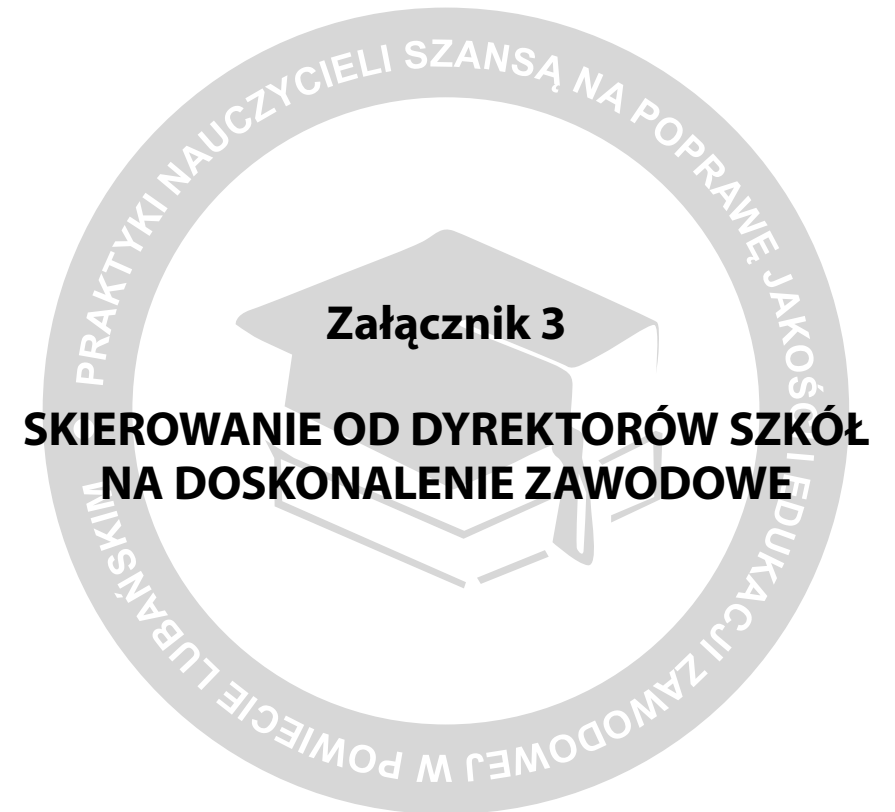 PRAKTYKI NAUCZYCIELI SZANSĄ NA POPRAWĘ JAKOŚCI EDUKACJI ZAWODOWEJ W POWIECIE LUBAŃSKIM
Załącznik 3
SKIEROWANIE OD DYREKTORÓW SZKÓŁ
NA DOSKONALENIE ZAWODOWE